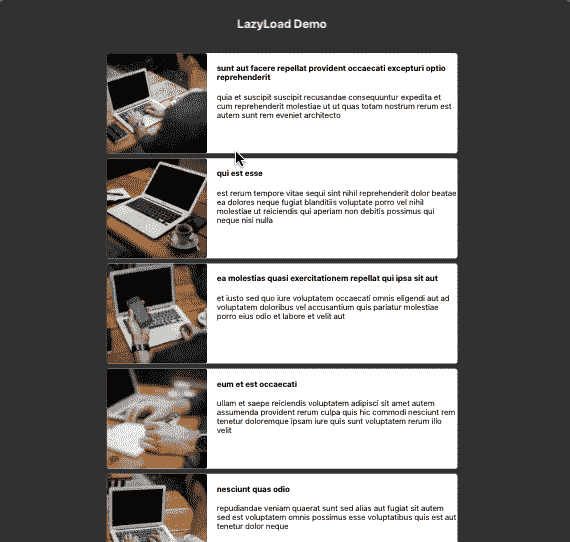 LazyLoad Demo
sunt aut facere repellat provident occaecati excepturi optio
reprehenderit
quia et suscipit suscipit recusandae consequuntur expedita et
cum reprehenderit molestiae ut ut quas totam nostrum rerum est
autem sunt rem eveniet architecto
qui est esse
est rerum tempore vitae sequi sint nihil reprehenderit dolor beatae
ea dolores neque fugiat blanditiis voluptate porro vel nihil
molestiae ut reiciendis qui aperiam non debitis possimus qui
neque nisi nulla
ea molestias quasi exercitationem repellat qui ipsa sit aut
et iusto sed quo iure voluptatem occaecati omnis eligendi aut ad
voluptatem doloribus vel accusantium quis pariatur molestiae
porro eius odio et labore et velit aut
eum et est occaecati
ullam et saepe reiciendis voluptatem adipisci sit amet autem
assumenda provident rerum culpa quis hic commodi nesciunt rem
tenetur doloremque ipsam iure quis sunt voluptatem rerum illo
velit
nesciunt quas odio
repudiandae veniam quaerat sunt sed alias aut fugiat sit autem
sed est voluptatem omnis possimus esse voluptatibus quis est aut
tenetur dolor neque